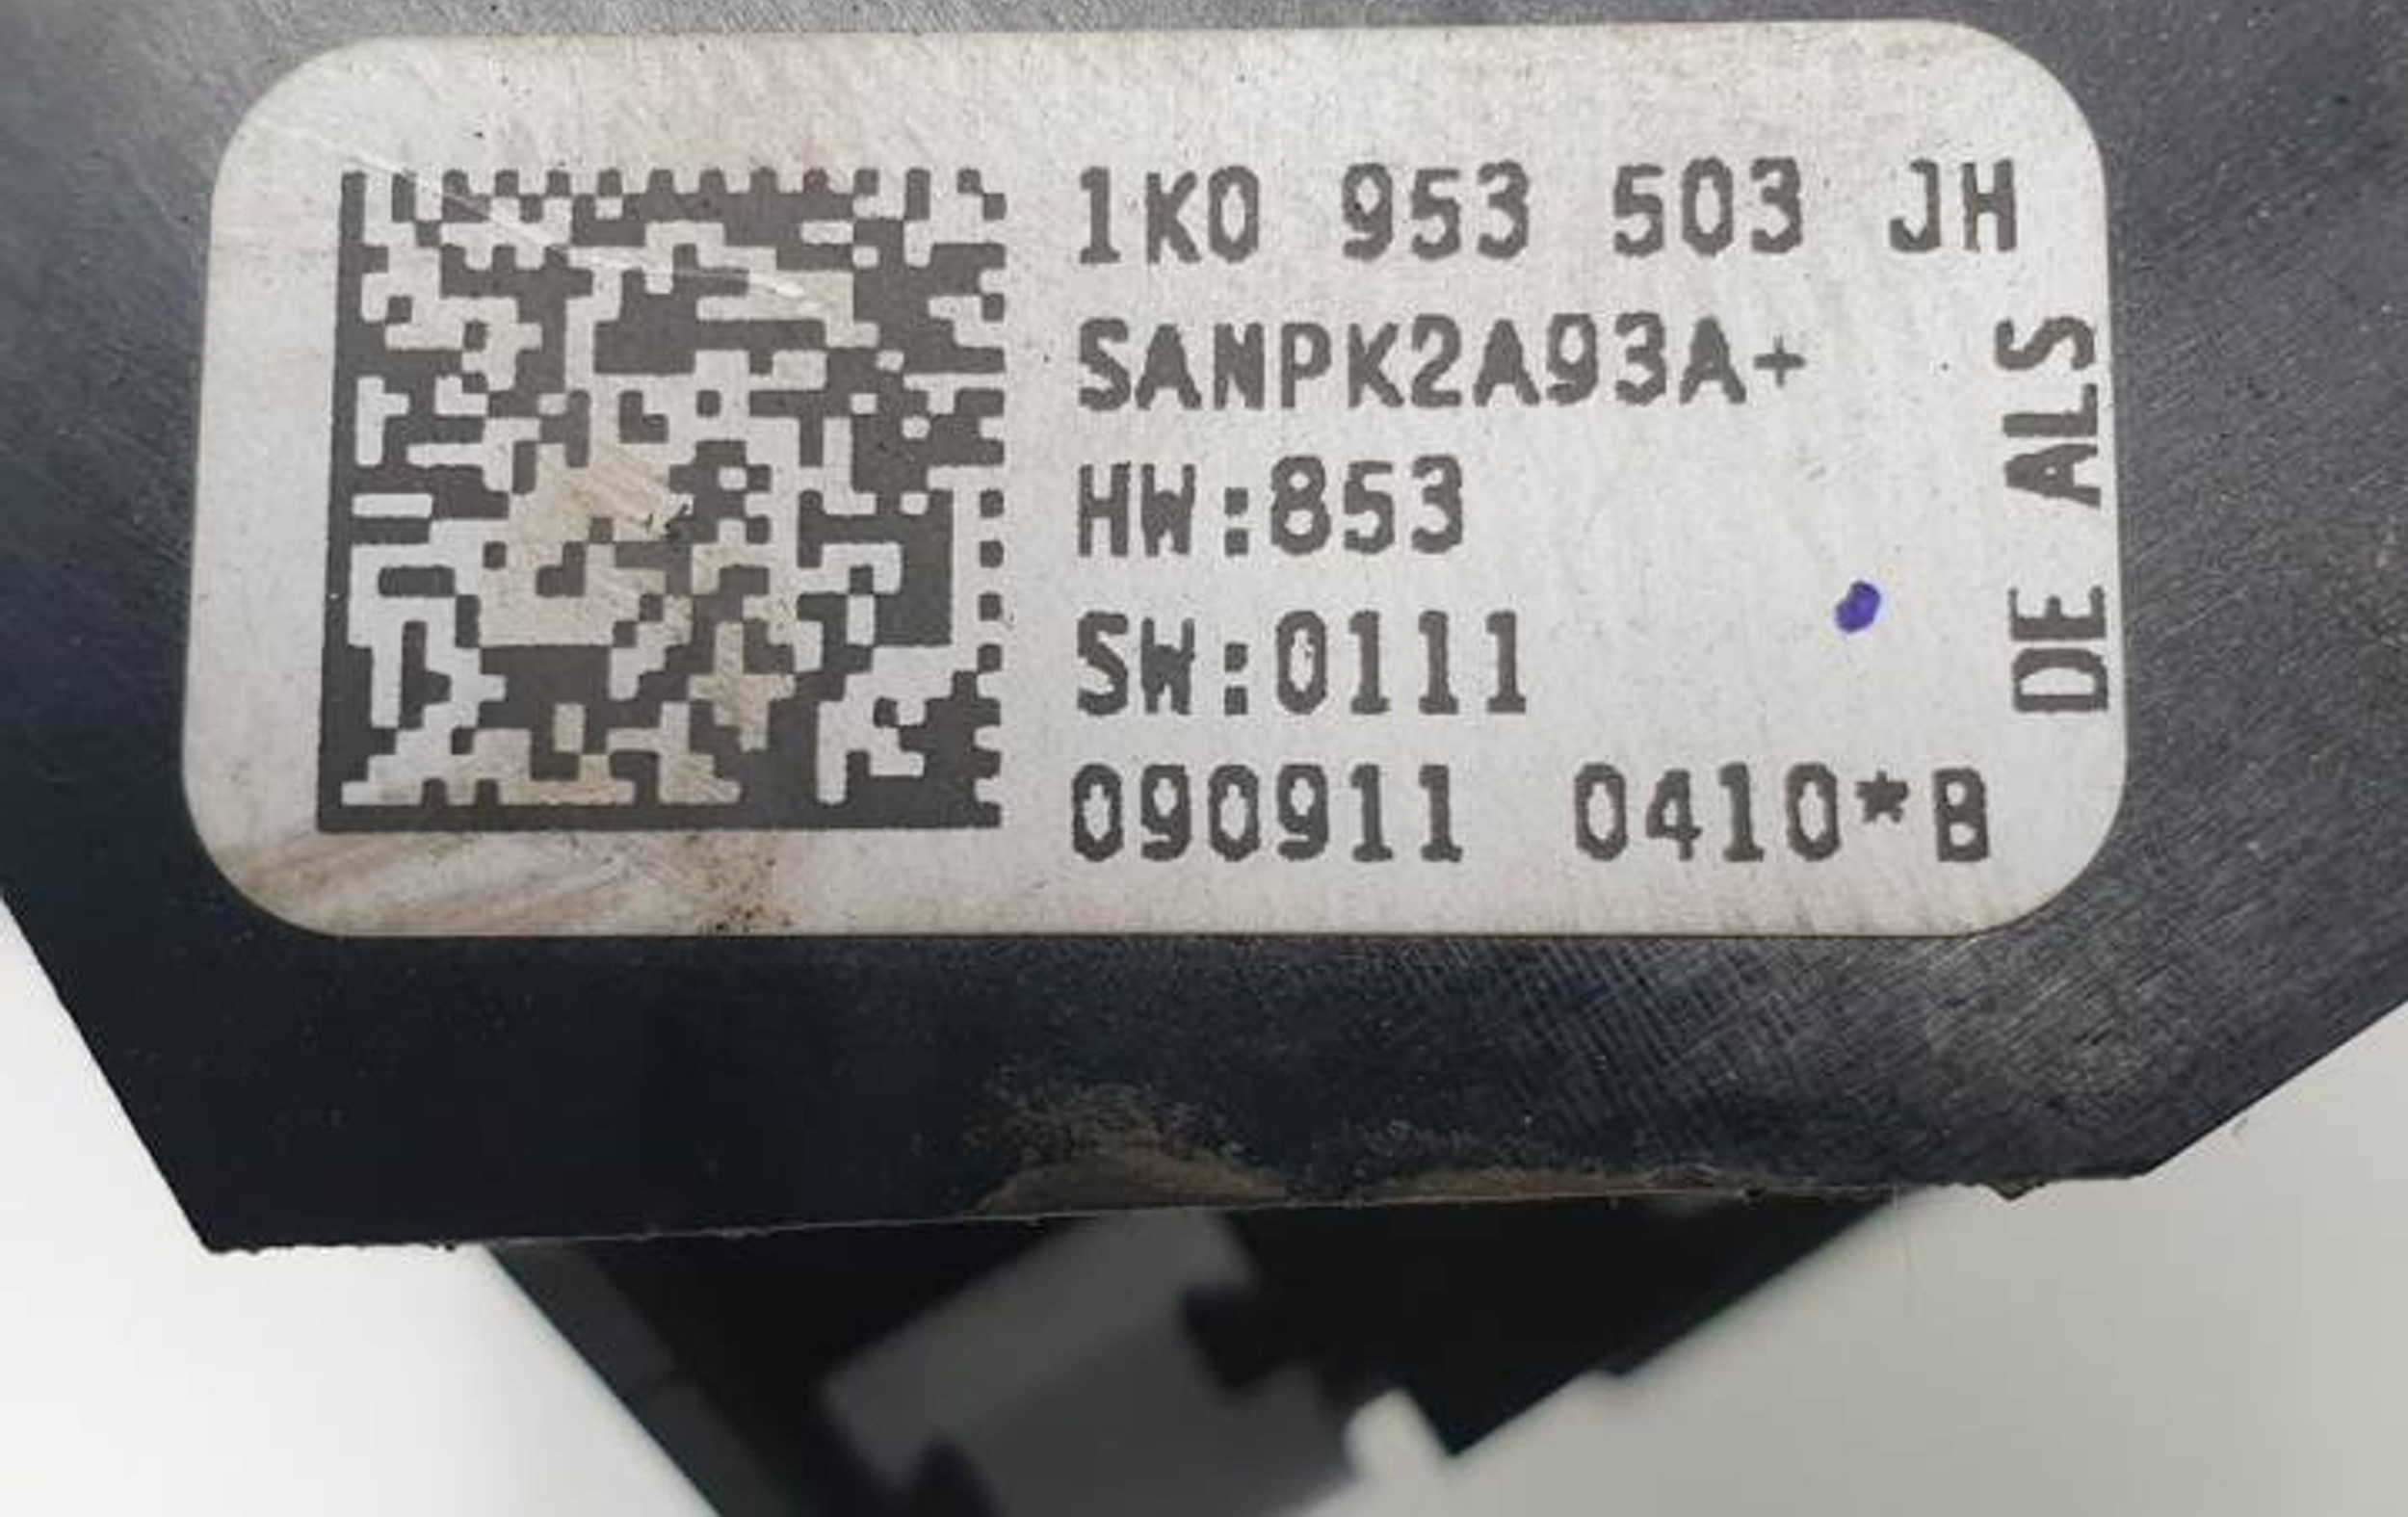 1K0 953 503 JH
SANPK2A93A+
HW:853
SW:0111
090911 0410*B
DE ALS